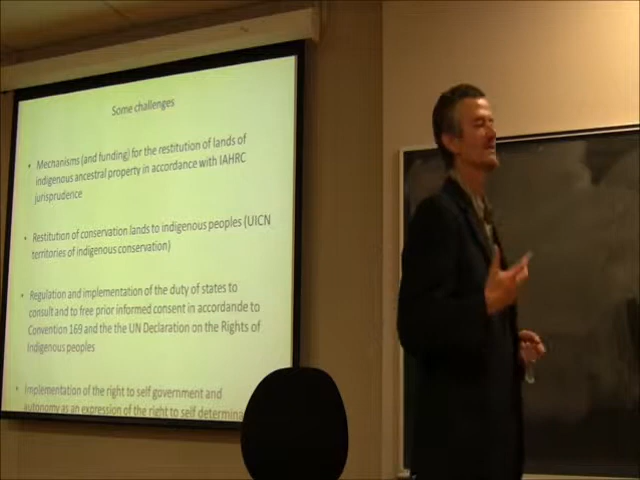 Some challenges
• Mechanisms (and funding) for the restitution of lands of
indigenous ancestral property in accordance with IAHRC
jurisprudence
• Restitution of conservation lands to indigenous peoples (UICN
territories of indigenous conservation)
• Regulation and implementation of the duty of states to
consult and to free prior informed consent in accordande to
Convention 169 and the the UN Declaration on the Rights of
Indigenous peoples
• Implementation of the right to self government and
autonomy as an expression of the right to self determina